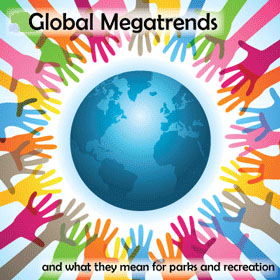 Global Megatrends
and what they mean for parks and recreation